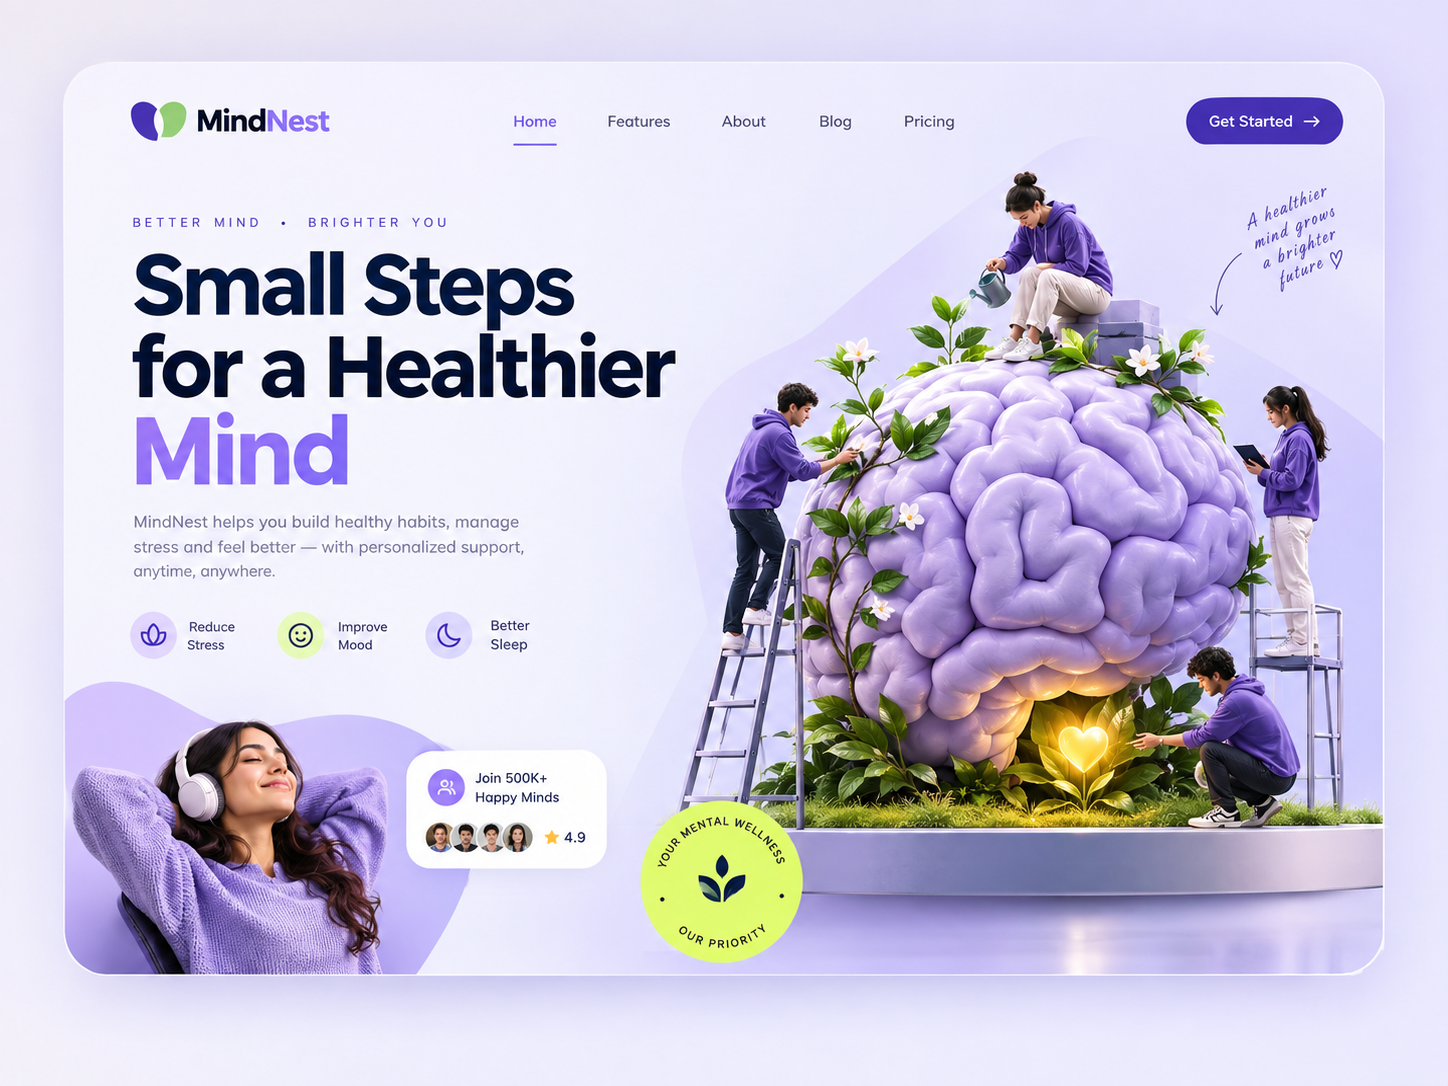 MindNest
Home
Features
About
Blog
Pricing
Get Started →
BETTER MIND • BRIGHTER YOU
Small Steps
for a Healthier
Mind
MindNest helps you build healthy habits, manage
stress and feel better — with personalized support,
anytime, anywhere.
Reduce
Stress
Improve
Mood
Better
Sleep
Join 500K+
Happy Minds
4.9
A healthier
mind grows
a brighter
future ♡
YOUR MENTAL WELLNESS
• •
OUR PRIORITY